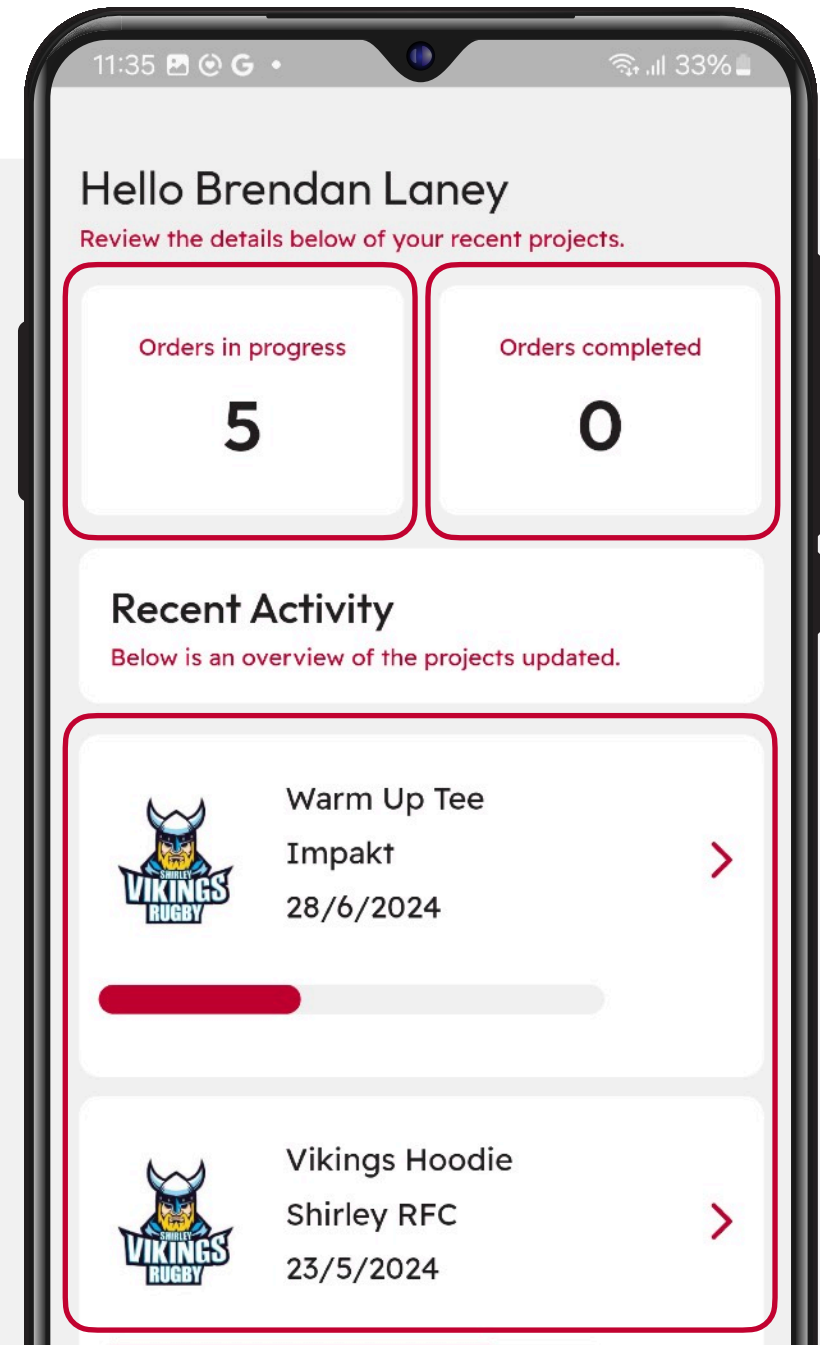 11:35 G 33%
Hello Brendan Laney
Review the details below of your recent projects.
Orders in progress
5
Orders completed
0
Recent Activity
Below is an overview of the projects updated.
Warm Up Tee
Impakt
28/6/2024
SHIRLEY
VIKINGS
RUGBY
Vikings Hoodie
Shirley RFC
23/5/2024
SHIRLEY
VIKINGS
RUGBY